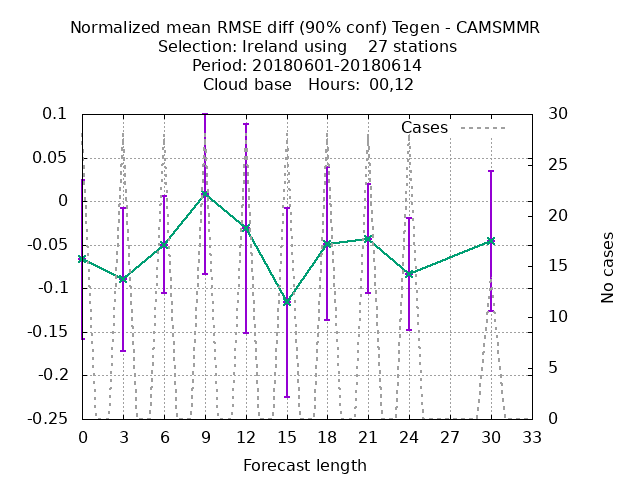 Normalized mean RMSE diff (90% conf) Tegen - CAMSMMR
Selection: Ireland using 27 stations
Period: 20180601-20180614
Cloud base Hours: 00,12
Cases
0.1
0.05
0
-0.05
-0.1
-0.15
-0.2
-0.25
30
25
20
15
10
5
0
No cases
0 3 6 9 12 15 18 21 24 27 30 33
Forecast length